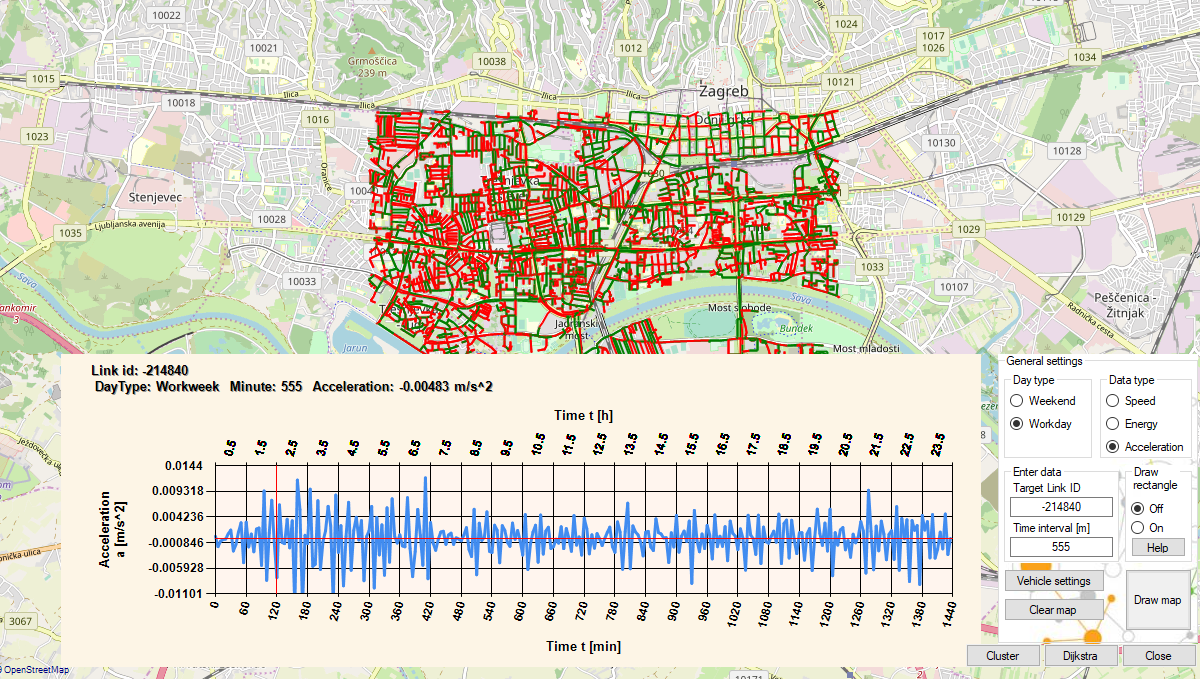 10022
1024
1017
1026
10021
1012
1034
Grmoščica
239 m
10038
1015
10121
Ilica
Ilica
Ilica
Zagreb
10018
1016
Donji grad
1023
10130
10128
Oranice
1030
Stenjevec
10028
10129
1035
Ljubljanska avenija
1029
1033
Sava
10033
10107
Sava
Peščenica -
Žitnjak
Most slobode
Jadranski
most
Bundek
Radnička cesta
Jarun
Most mladosti
Link id: -214840
DayType: Workweek Minute: 555 Acceleration: -0.00483 m/s^2
Time t [h]
0.5 1.5 2.5 3.5 4.5 5.5 6.5 7.5 8.5 9.5 10.5 11.5 12.5 13.5 14.5 15.5 16.5 17.5 18.5 19.5 20.5 21.5 22.5 23.5
0.0144
0.009318
0.004236
-0.000846
-0.005928
-0.01101
Acceleration
a [m/s^2]
0 60 120 180 240 300 360 420 480 540 600 660 720 780 840 900 960 1020 1080 1140 1200 1260 1320 1380 1440
Time t [min]
General settings
Day type
Weekend
Workday
Data type
Speed
Energy
Acceleration
Enter data
Target Link ID
-214840
Time interval [m]
555
Draw
rectangle
Off
On
Help
Vehicle settings
Clear map
Draw map
Cluster
Dijkstra
Close
3067
OpenStreetMap